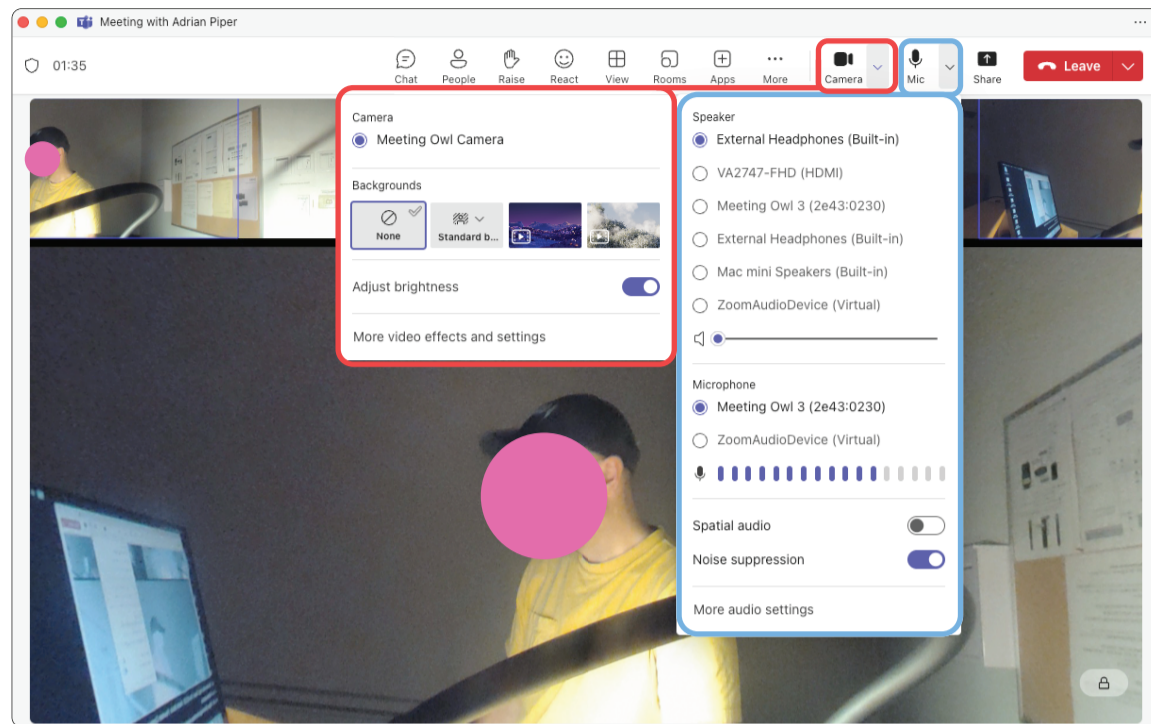 Meeting with Adrian Piper
01:35
Chat People Raise React View Rooms Apps More Camera Mic Share Leave
Camera
Meeting Owl Camera
Backgrounds
None
Standard b...
Adjust brightness
More video effects and settings
Speaker
External Headphones (Built-in)
VA2747-FHD (HDMI)
Meeting Owl 3 (2e43:0230)
External Headphones (Built-in)
Mac mini Speakers (Built-in)
ZoomAudioDevice (Virtual)
Microphone
Meeting Owl 3 (2e43:0230)
ZoomAudioDevice (Virtual)
Spatial audio
Noise suppression
More audio settings